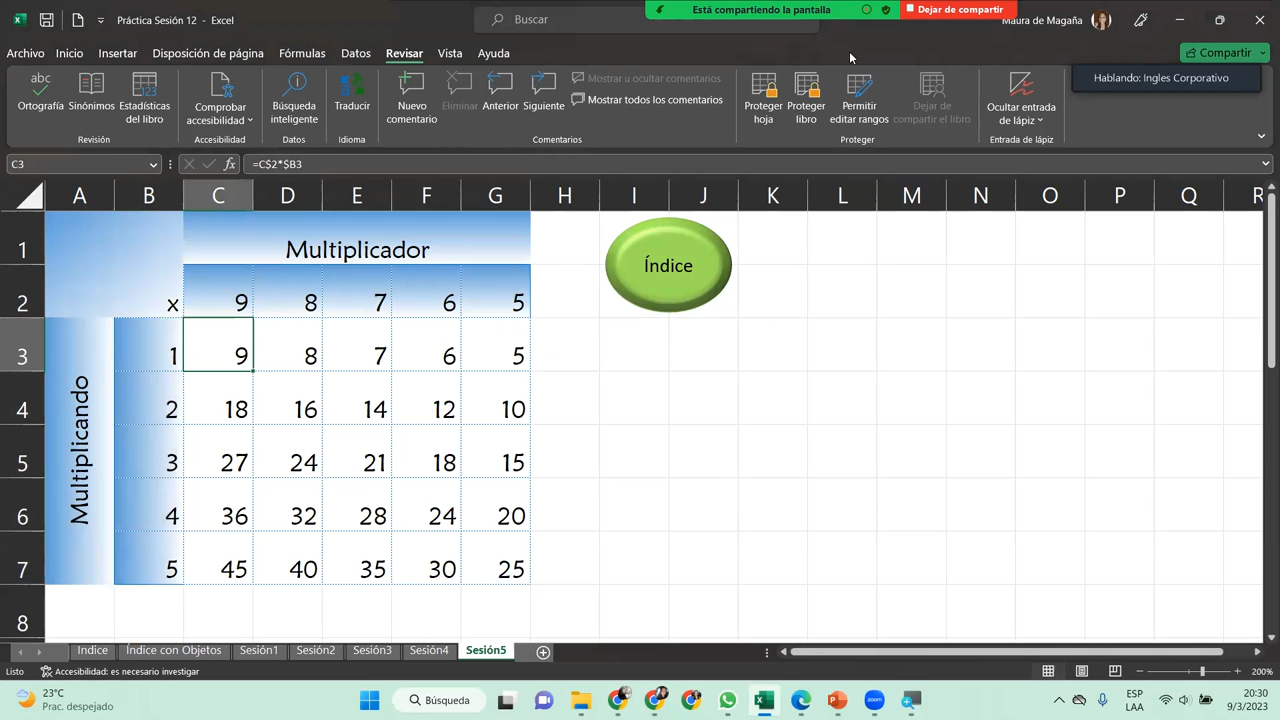 Está compartiendo la pantalla
Dejar de compartir
Práctica Sesión 12 - Excel
Buscar
Maura de Magaña
Archivo Inicio Insertar Disposición de página Fórmulas Datos Revisar Vista Ayuda
Compartir
Hablando: Ingles Corporativo
abc
Ortografía
Sinónimos
123
Estadísticas del libro
Comprobar accesibilidad
Búsqueda inteligente
Traducir
Nuevo comentario
Eliminar
Anterior
Siguiente
Mostrar u ocultar comentario
Mostrar todos los comentarios
Proteger hoja
Proteger libro
Permitir editar rangos
Dejar de compartir el libro
Ocultar entrada de lápiz
Revisión Accesibilidad Datos Idioma Comentarios Proteger Entrada de lápiz
C3
fx
=C$2*$B3
A B C D E F G H I J K L M N O P Q R
1 Multiplicador
Índice
2 x 9 8 7 6 5
Multiplicando
3 1 9 8 7 6 5
4 2 18 16 14 12 10
5 3 27 24 21 18 15
6 4 36 32 28 24 20
7 5 45 40 35 30 25
8
Indice Índice con Objetos Sesión1 Sesión2 Sesión3 Sesión4 Sesión5
Listo
Accesibilidad: es necesario investigar
200%
23°C
Prac. despejado
Búsqueda
zoom
ESP
LAA
20:30
9/3/2023